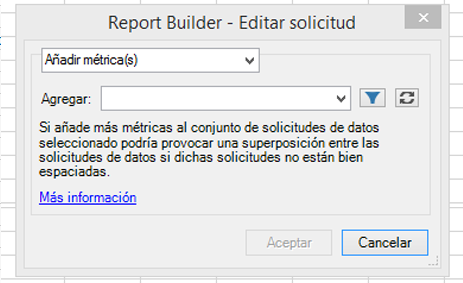 Report Builder - Editar solicitud
Añadir métrica(s)
Agregar:
Si añade más métricas al conjunto de solicitudes de datos
seleccionado podría provocar una superposición entre las
solicitudes de datos si dichas solicitudes no están bien
espaciadas.
Más información
Aceptar
Cancelar